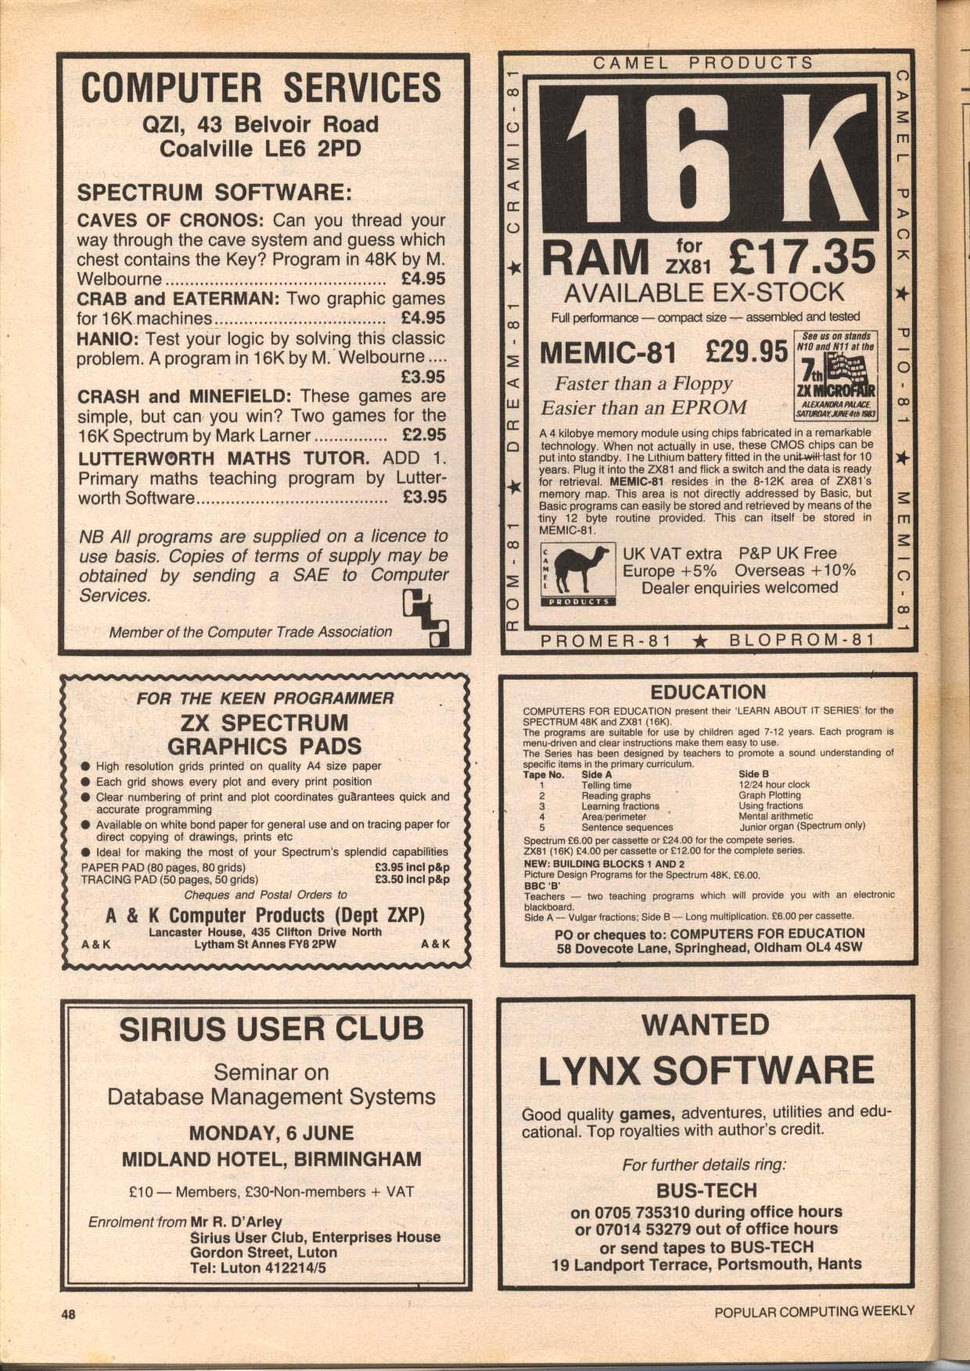 COMPUTER SERVICES
QZI, 43 Belvoir Road
Coalville LE6 2PD
SPECTRUM SOFTWARE:
CAVES OF CRONOS: Can you thread your
way through the cave system and guess which
chest contains the Key? Program in 48K by M.
Welbourne ............................................. £4.95
CRAB and EATERMAN: Two graphic games
for 16K machines................................... £4.95
HANIO: Test your logic by solving this classic
problem. A program in 16K by M. Welbourne ....
£3.95
CRASH and MINEFIELD: These games are
simple, but can you win? Two games for the
16K Spectrum by Mark Larner ............... £2.95
LUTTERWORTH MATHS TUTOR. ADD 1.
Primary maths teaching program by Lutter-
worth Software....................................... £3.95
NB All programs are supplied on a licence to
use basis. Copies of terms of supply may be
obtained by sending a SAE to Computer
Services.
Member of the Computer Trade Association
CAMEL PRODUCTS
CRAMIC-81
★ DREAM-81
★ ROM-81
CAMEL PACK ★ PIO-81 ★ MEMIC-81
16K
RAM for ZX81 £17.35
AVAILABLE EX-STOCK
Full performance — compact size — assembled and tested
MEMIC-81 £29.95
Faster than a Floppy
Easier than an EPROM
See us on stands
N10 and N11 at the
7th
ZX MICROFAIR
ALEXANDRA PALACE
SATURDAY, JUNE 4th 1983
A 4 kilobye memory module using chips fabricated in a remarkable
technology. When not actually in use, these CMOS chips can be
put into standby. The Lithium battery fitted in the unit will last for 10
years. Plug it into the ZX81 and flick a switch and the data is ready
for retrieval. MEMIC-81 resides in the 8-12K area of ZX81's
memory map. This area is not directly addressed by Basic, but
Basic programs can easily be stored and retrieved by means of the
tiny 12 byte routine provided. This can itself be stored in
MEMIC-81.
CAMEL
PRODUCTS
UK VAT extra P&P UK Free
Europe +5% Overseas +10%
Dealer enquiries welcomed
PROMER-81 ★ BLOPROM-81
FOR THE KEEN PROGRAMMER
ZX SPECTRUM
GRAPHICS PADS
● High resolution grids printed on quality A4 size paper
● Each grid shows every plot and every print position
● Clear numbering of print and plot coordinates guarantees quick and
accurate programming
● Available on white bond paper for general use and on tracing paper for
direct copying of drawings, prints etc
● Ideal for making the most of your Spectrum's splendid capabilities
PAPER PAD (80 pages, 80 grids) £3.95 incl p&p
TRACING PAD (50 pages, 50 grids) £3.50 incl p&p
Cheques and Postal Orders to
A & K Computer Products (Dept ZXP)
Lancaster House, 435 Clifton Drive North
A & K Lytham St Annes FY8 2PW A & K
EDUCATION
COMPUTERS FOR EDUCATION present their 'LEARN ABOUT IT SERIES' for the
SPECTRUM 48K and ZX81 (16K).
The programs are suitable for use by children aged 7-12 years. Each program is
menu-driven and clear instructions make them easy to use.
The Series has been designed by teachers to promote a sound understanding of
specific items in the primary curriculum.
Tape No. Side A Side B
1 Telling time 12/24 hour clock
2 Reading graphs Graph Plotting
3 Learning fractions Using fractions
4 Area/perimeter Mental arithmetic
5 Sentence sequences Junior organ (Spectrum only)
Spectrum £6.00 per cassette or £24.00 for the compete series.
ZX81 (16K) £4.00 per cassette or £12.00 for the complete series.
NEW: BUILDING BLOCKS 1 AND 2
Picture Design Programs for the Spectrum 48K, £6.00.
BBC 'B'
Teachers — two teaching programs which will provide you with an electronic
blackboard.
Side A — Vulgar fractions; Side B — Long multiplication. £6.00 per cassette.
PO or cheques to: COMPUTERS FOR EDUCATION
58 Dovecote Lane, Springhead, Oldham OL4 4SW
SIRIUS USER CLUB
Seminar on
Database Management Systems
MONDAY, 6 JUNE
MIDLAND HOTEL, BIRMINGHAM
£10 — Members, £30-Non-members + VAT
Enrolment from Mr R. D'Arley
Sirius User Club, Enterprises House
Gordon Street, Luton
Tel: Luton 412214/5
WANTED
LYNX SOFTWARE
Good quality games, adventures, utilities and edu-
cational. Top royalties with author's credit.
For further details ring:
BUS-TECH
on 0705 735310 during office hours
or 07014 53279 out of office hours
or send tapes to BUS-TECH
19 Landport Terrace, Portsmouth, Hants
48
POPULAR COMPUTING WEEKLY